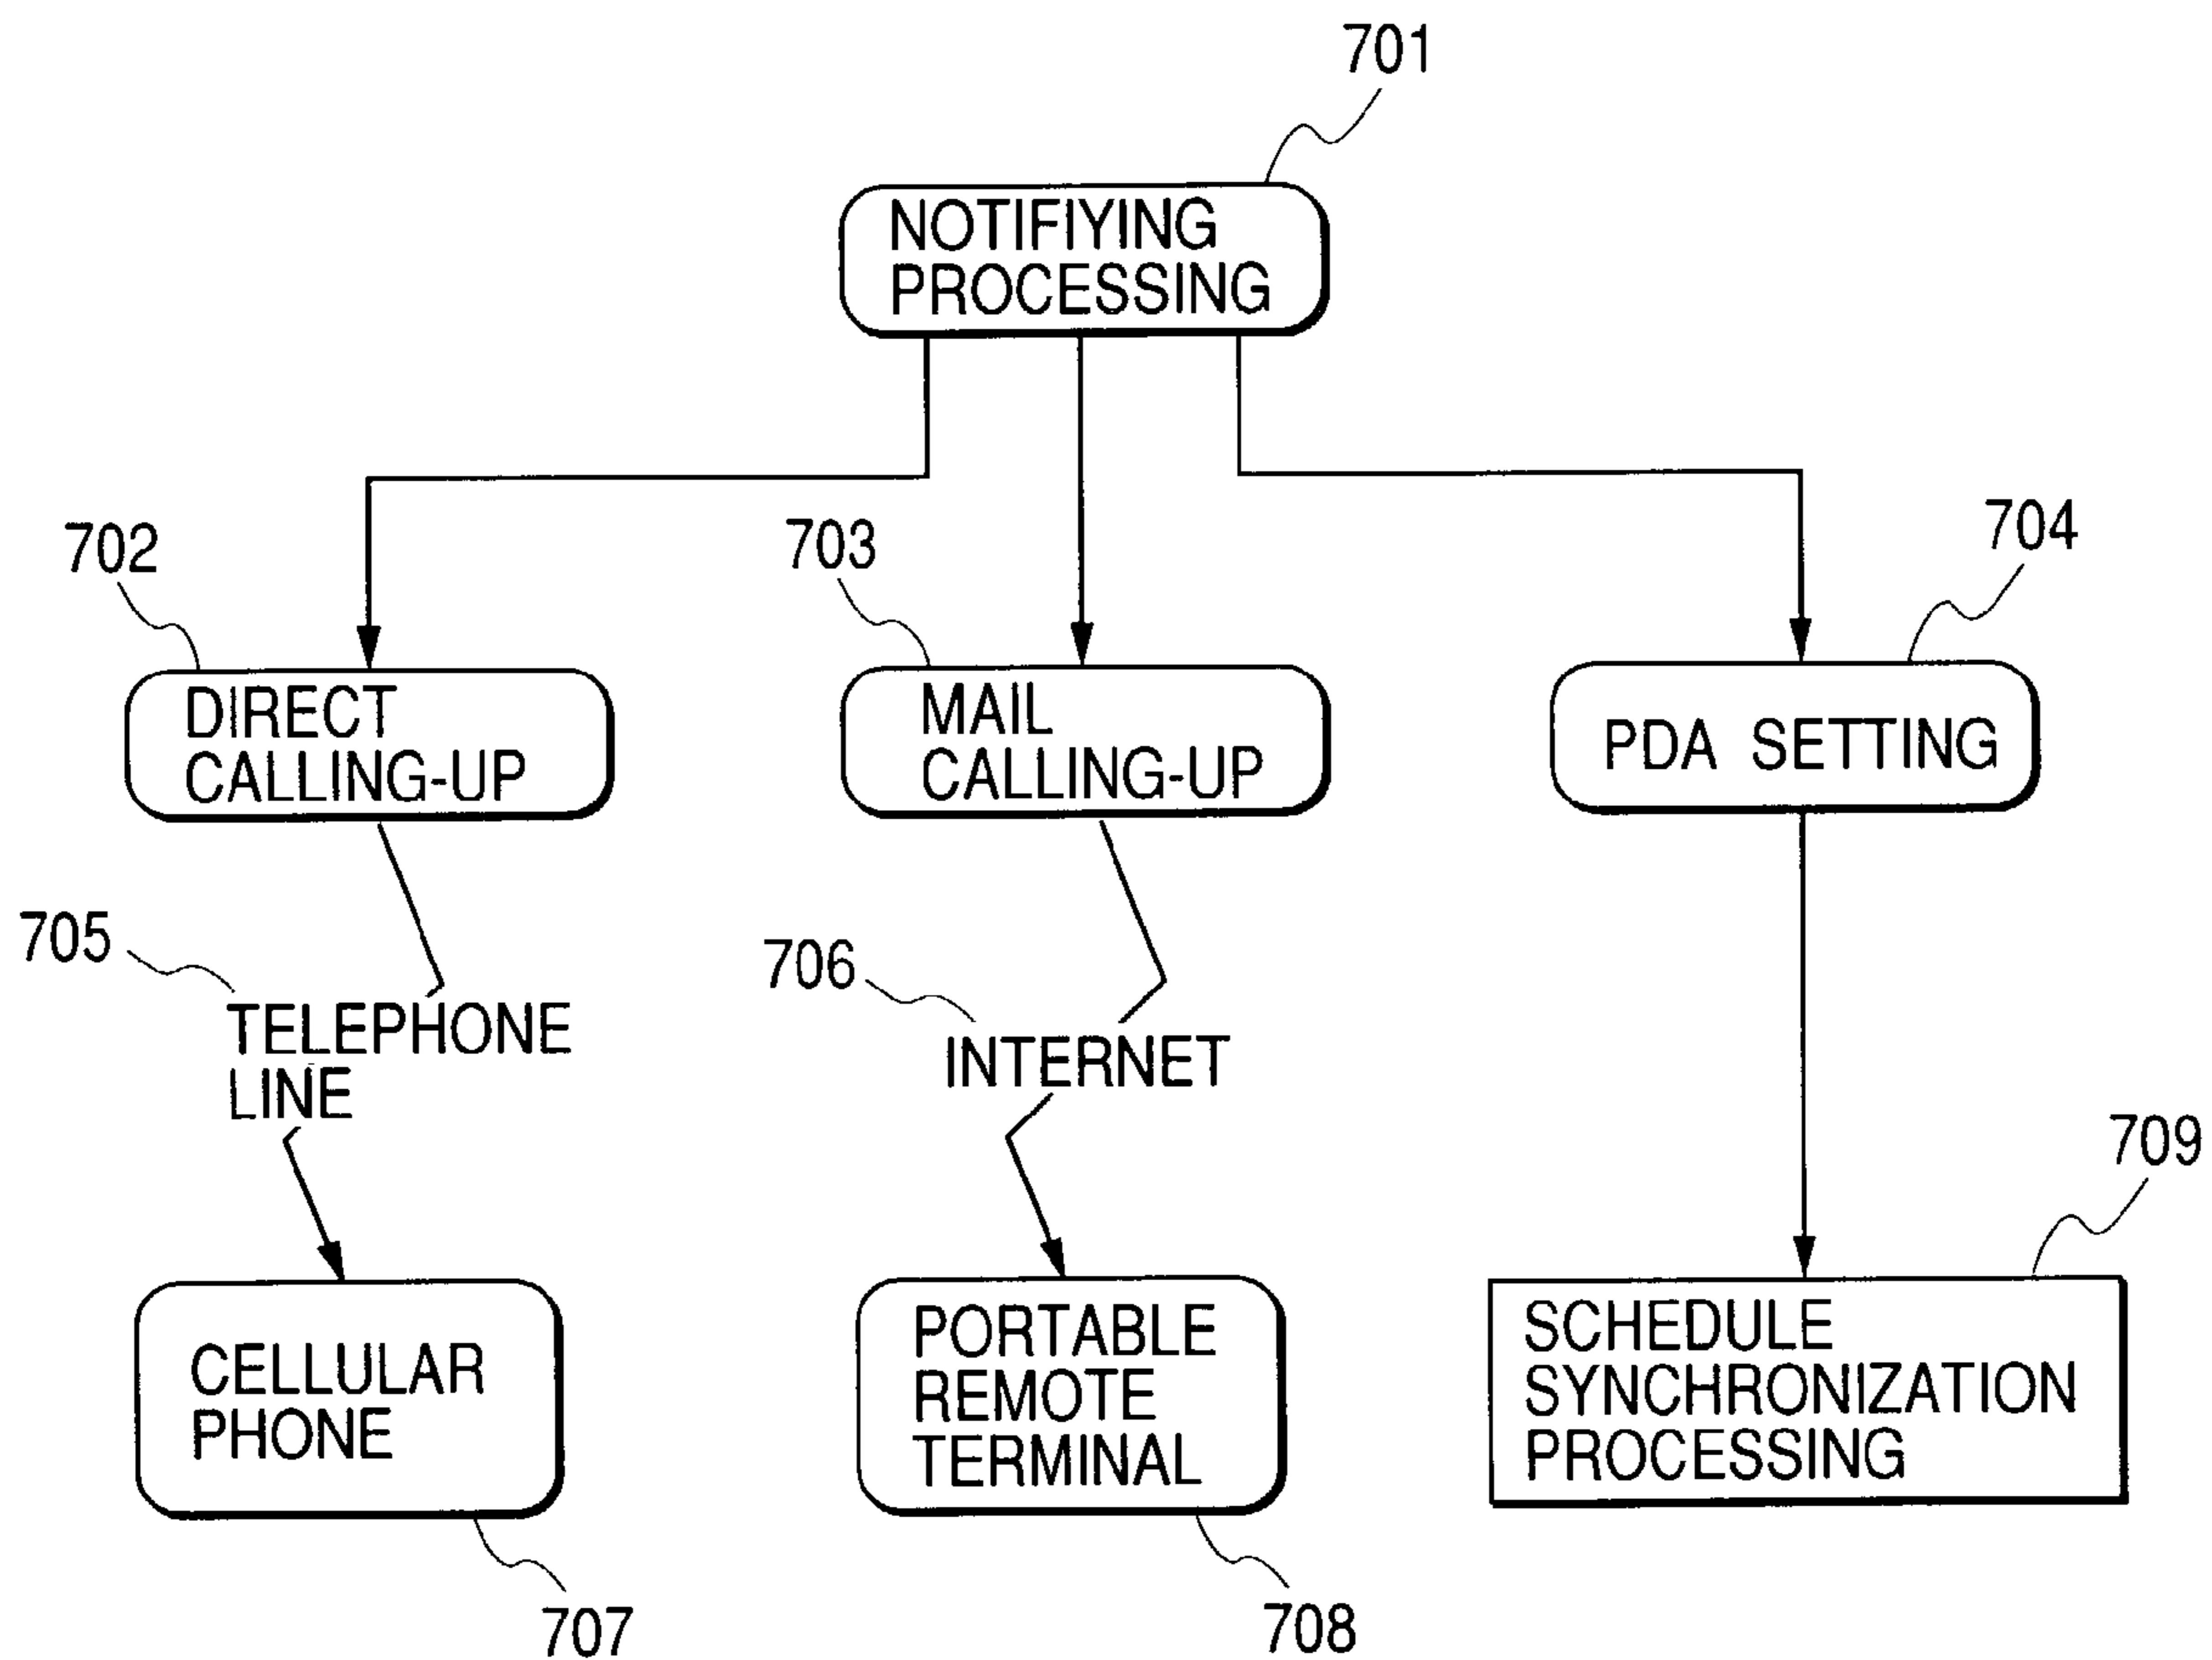 701
NOTIFIYING
PROCESSING
702
703
704
DIRECT
CALLING-UP
MAIL
CALLING-UP
PDA SETTING
705
TELEPHONE
LINE
706
INTERNET
709
CELLULAR
PHONE
PORTABLE
REMOTE
TERMINAL
SCHEDULE
SYNCHRONIZATION
PROCESSING
707
708